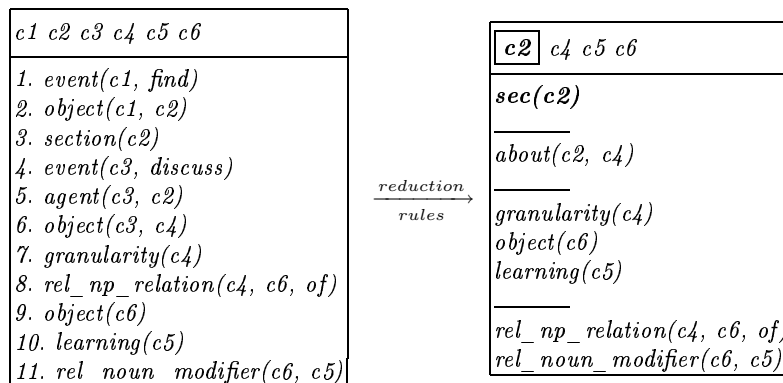 c1 c2 c3 c4 c5 c6
1. event(c1, find)
2. object(c1, c2)
3. section(c2)
4. event(c3, discuss)
5. agent(c3, c2)
6. object(c3, c4)
7. granularity(c4)
8. rel_np_relation(c4, c6, of)
9. object(c6)
10. learning(c5)
11. rel_noun_modifier(c6, c5)
reduction
rules
c2 c4 c5 c6
sec(c2)
about(c2, c4)
granularity(c4)
object(c6)
learning(c5)
rel_np_relation(c4, c6, of)
rel_noun_modifier(c6, c5)